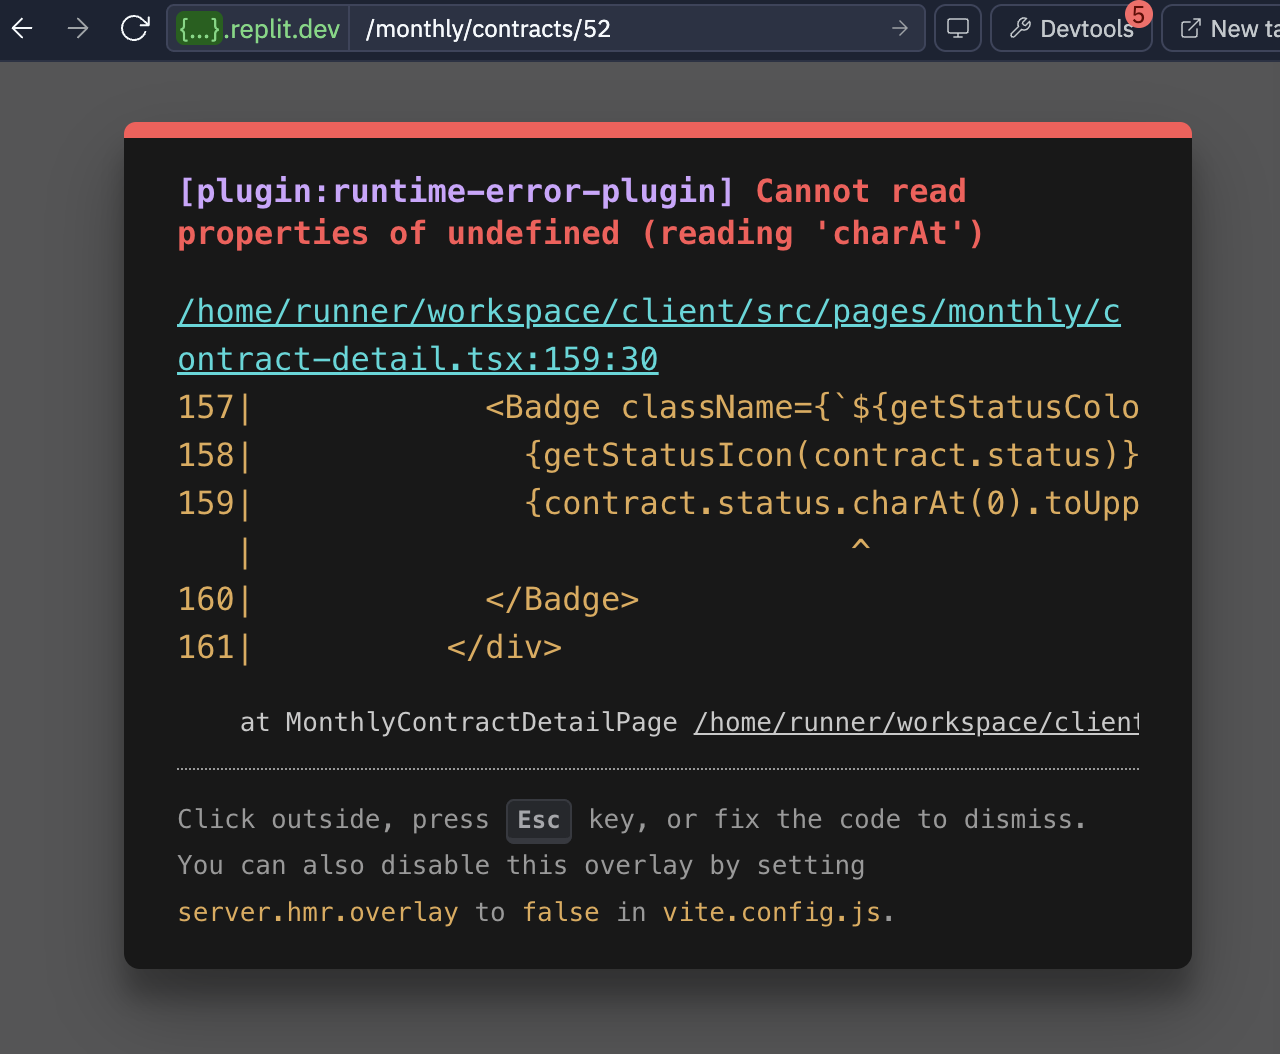 {...}.replit.dev /monthly/contracts/52 Devtools 5 New ta
[plugin:runtime-error-plugin] Cannot read
properties of undefined (reading 'charAt')
/home/runner/workspace/client/src/pages/monthly/c
ontract-detail.tsx:159:30
157|            <Badge className={`${getStatusColo
158|              {getStatusIcon(contract.status)}
159|              {contract.status.charAt(0).toUpp
   |                               ^
160|            </Badge>
161|          </div>
at MonthlyContractDetailPage /home/runner/workspace/client
Click outside, press Esc key, or fix the code to dismiss.
You can also disable this overlay by setting
server.hmr.overlay to false in vite.config.js.